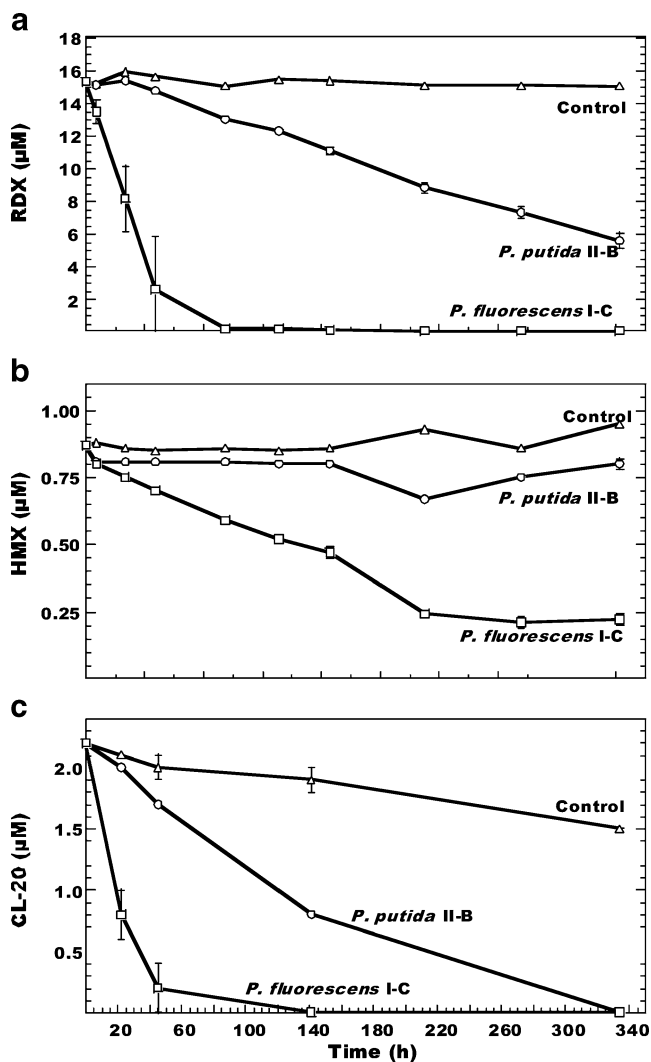 a
18
16
14
12
10
8
6
4
2
RDX (µM)
Control
P. putida II-B
P. fluorescens I-C
b
1.00
0.75
0.50
0.25
HMX (µM)
Control
P. putida II-B
P. fluorescens I-C
c
2.0
1.5
1.0
0.5
CL-20 (µM)
Control
P. putida II-B
P. fluorescens I-C
20 60 100 140 180 220 260 300 340
Time (h)